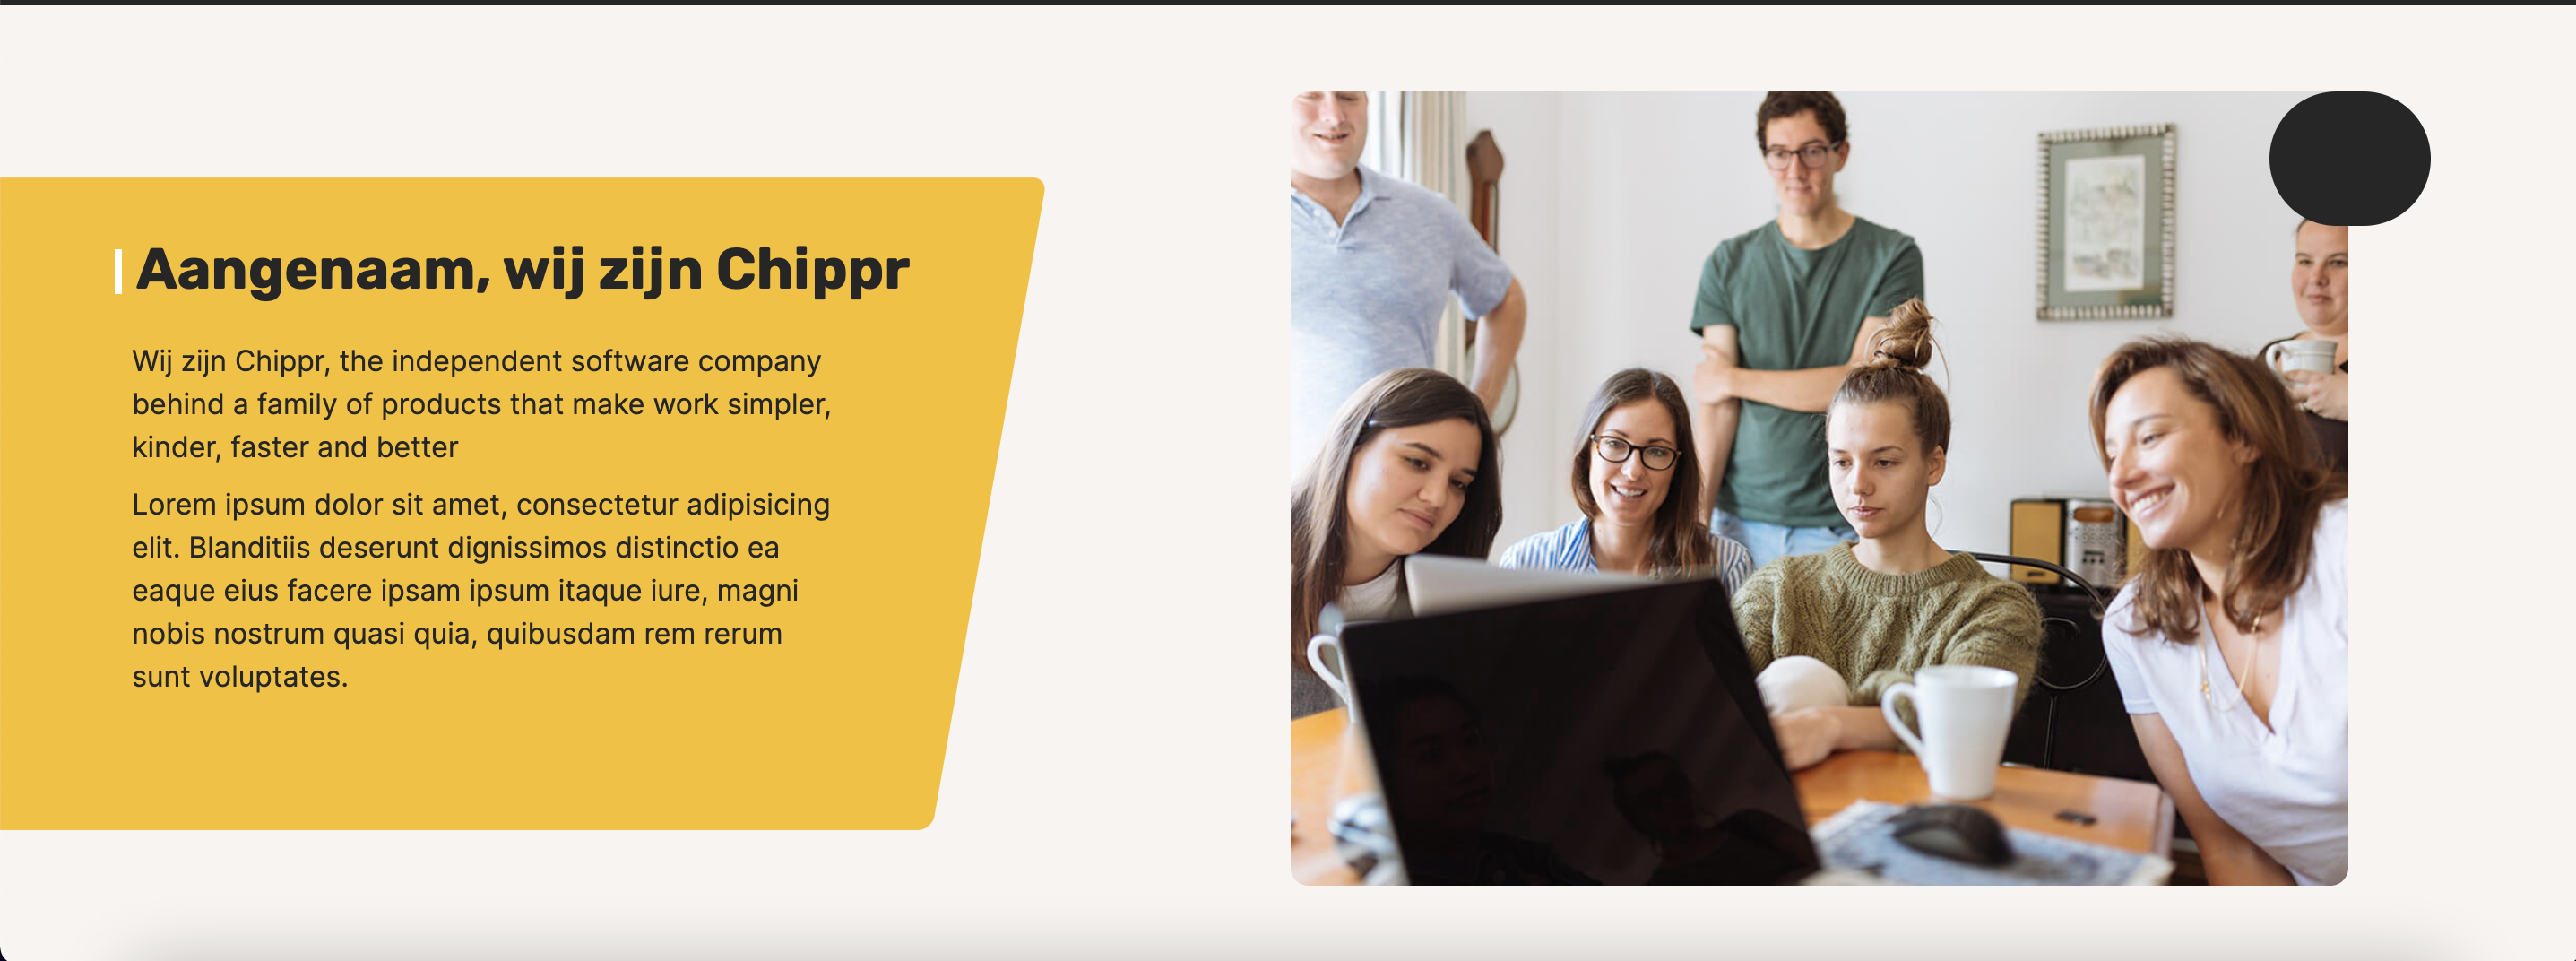 Aangenaam, wij zijn Chippr
Wij zijn Chippr, the independent software company
behind a family of products that make work simpler,
kinder, faster and better
Lorem ipsum dolor sit amet, consectetur adipisicing
elit. Blanditiis deserunt dignissimos distinctio ea
eaque eius facere ipsam ipsum itaque iure, magni
nobis nostrum quasi quia, quibusdam rem rerum
sunt voluptates.